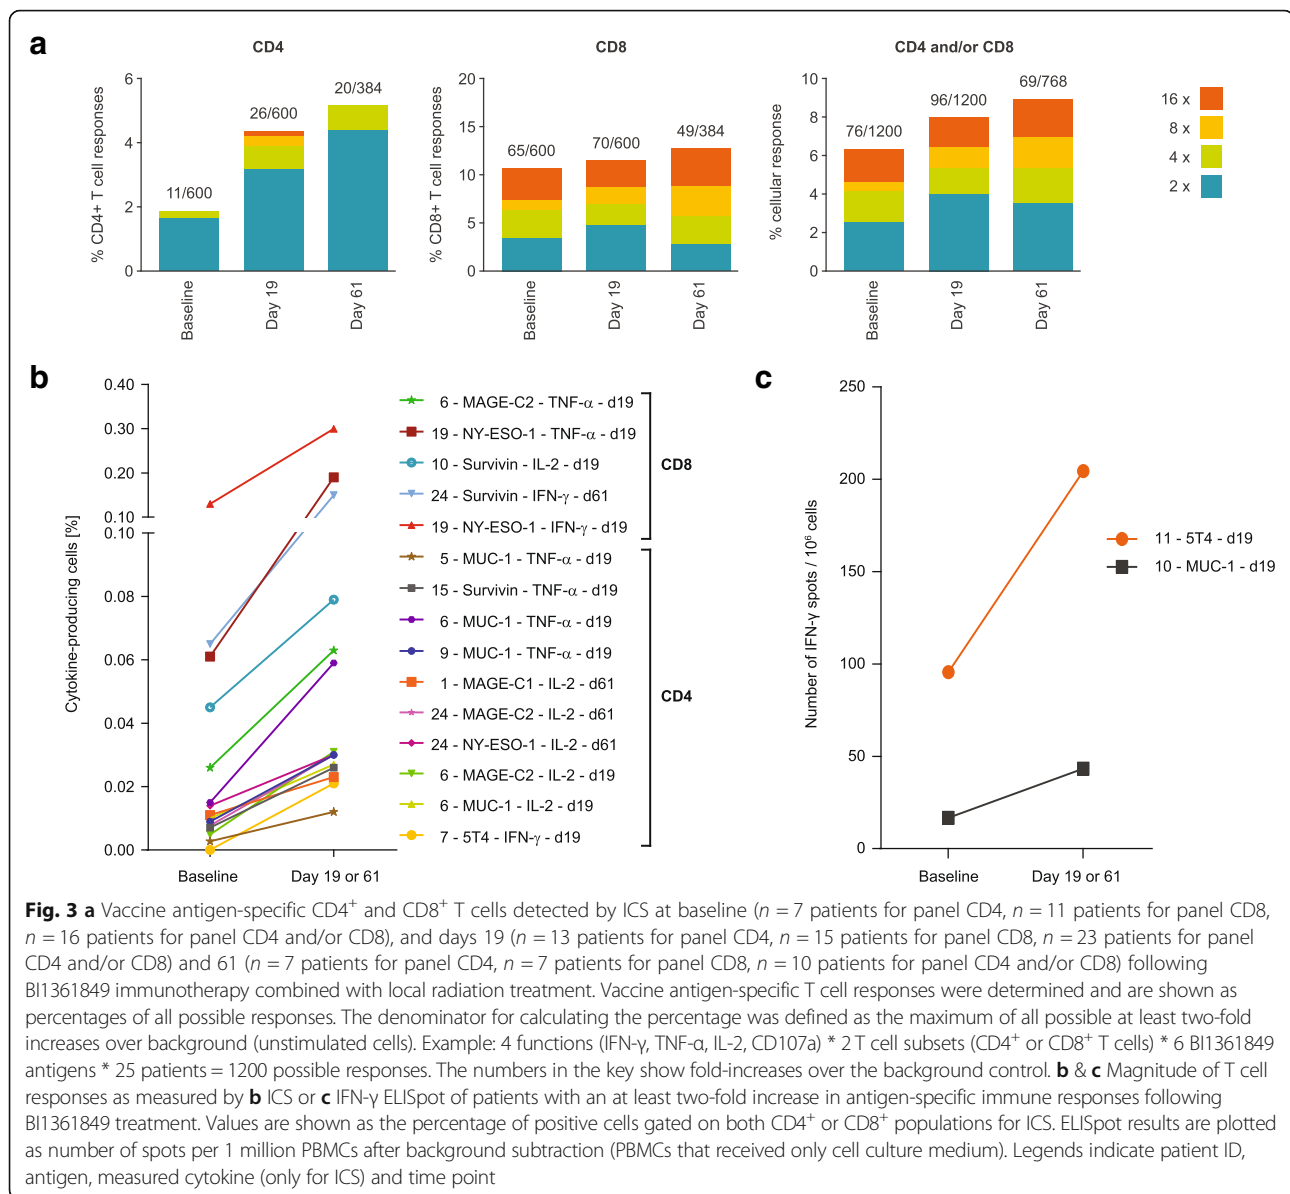 a
CD4
CD8
CD4 and/or CD8
% CD4+ T cell responses
6
4
2
0
11/600
26/600
20/384
Baseline
Day 19
Day 61
% CD8+ T cell responses
20
15
10
5
0
65/600
70/600
49/384
Baseline
Day 19
Day 61
% cellular response
10
8
6
4
2
0
76/1200
96/1200
69/768
Baseline
Day 19
Day 61
16 x
8 x
4 x
2 x
b
Cytokine-producing cells [%]
0.40
0.30
0.20
0.10
0.10
0.08
0.06
0.04
0.02
0.00
Baseline
Day 19 or 61
6 - MAGE-C2 - TNF-α - d19
19 - NY-ESO-1 - TNF-α - d19
10 - Survivin - IL-2 - d19
24 - Survivin - IFN-γ - d61
19 - NY-ESO-1 - IFN-γ - d19
CD8
5 - MUC-1 - TNF-α - d19
15 - Survivin - TNF-α - d19
6 - MUC-1 - TNF-α - d19
9 - MUC-1 - TNF-α - d19
1 - MAGE-C1 - IL-2 - d61
24 - MAGE-C2 - IL-2 - d61
24 - NY-ESO-1 - IL-2 - d61
6 - MAGE-C2 - IL-2 - d19
6 - MUC-1 - IL-2 - d19
7 - 5T4 - IFN-γ - d19
CD4
c
Number of IFN-γ spots / 10⁶ cells
250
200
150
100
50
0
Baseline
Day 19 or 61
11 - 5T4 - d19
10 - MUC-1 - d19
Fig. 3 a Vaccine antigen-specific CD4⁺ and CD8⁺ T cells detected by ICS at baseline (n = 7 patients for panel CD4, n = 11 patients for panel CD8,
n = 16 patients for panel CD4 and/or CD8), and days 19 (n = 13 patients for panel CD4, n = 15 patients for panel CD8, n = 23 patients for panel
CD4 and/or CD8) and 61 (n = 7 patients for panel CD4, n = 7 patients for panel CD8, n = 10 patients for panel CD4 and/or CD8) following
BI1361849 immunotherapy combined with local radiation treatment. Vaccine antigen-specific T cell responses were determined and are shown as
percentages of all possible responses. The denominator for calculating the percentage was defined as the maximum of all possible at least two-fold
increases over background (unstimulated cells). Example: 4 functions (IFN-γ, TNF-α, IL-2, CD107a) * 2 T cell subsets (CD4⁺ or CD8⁺ T cells) * 6 BI1361849
antigens * 25 patients = 1200 possible responses. The numbers in the key show fold-increases over the background control. b & c Magnitude of T cell
responses as measured by b ICS or c IFN-γ ELISpot of patients with an at least two-fold increase in antigen-specific immune responses following
BI1361849 treatment. Values are shown as the percentage of positive cells gated on both CD4⁺ or CD8⁺ populations for ICS. ELISpot results are plotted
as number of spots per 1 million PBMCs after background subtraction (PBMCs that received only cell culture medium). Legends indicate patient ID,
antigen, measured cytokine (only for ICS) and time point